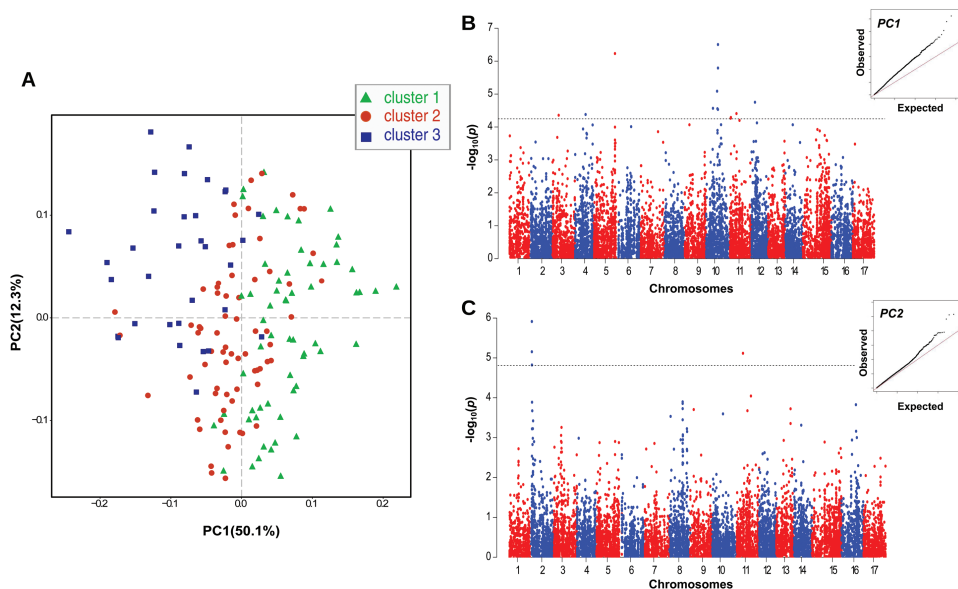 A
cluster 1
cluster 2
cluster 3
PC2(12.3%)
0.1
0.0
−0.1
−0.2
−0.1
0.0
0.1
0.2
PC1(50.1%)
B
-log10(p)
7
6
5
4
3
2
1
0
1 2 3 4 5 6 7 8 9 10 11 12 13 14 15 16 17
Chromosomes
PC1
Observed
Expected
C
-log10(p)
6
5
4
3
2
1
0
1 2 3 4 5 6 7 8 9 10 11 12 13 14 15 16 17
Chromosomes
PC2
Observed
Expected